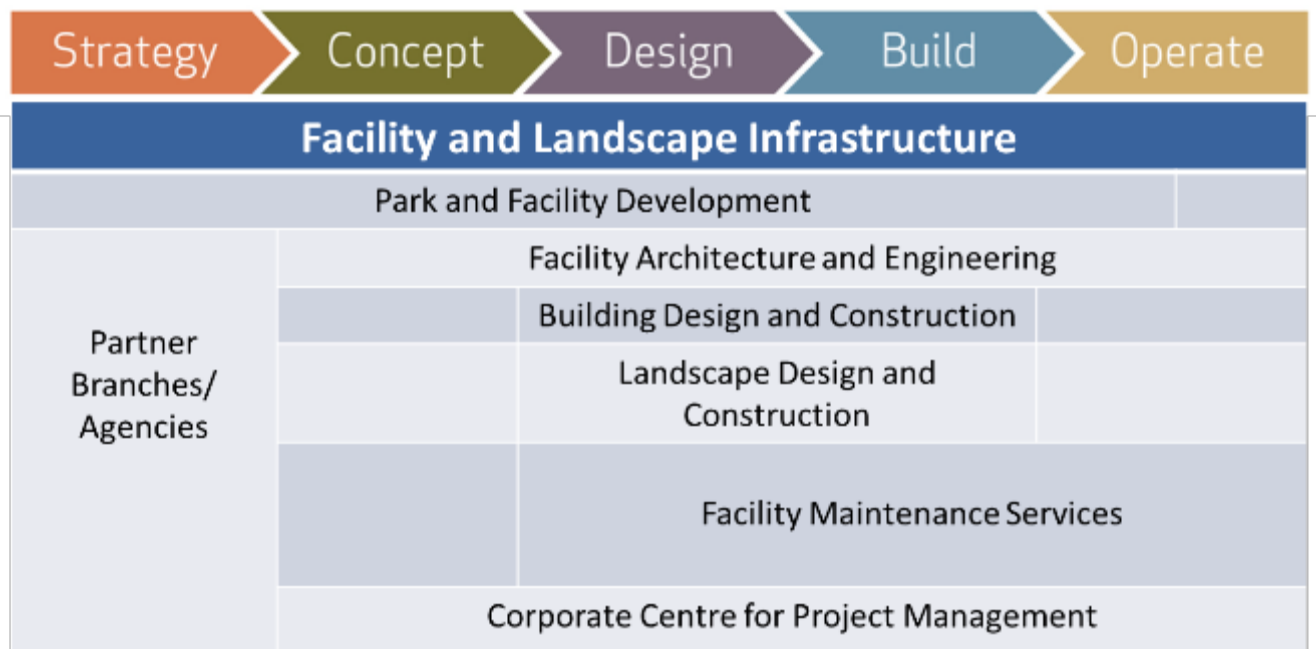 Strategy
Concept
Design
Build
Operate
Facility and Landscape Infrastructure
Park and Facility Development
Partner
Branches/
Agencies
Facility Architecture and Engineering
Building Design and Construction
Landscape Design and
Construction
Facility Maintenance Services
Corporate Centre for Project Management